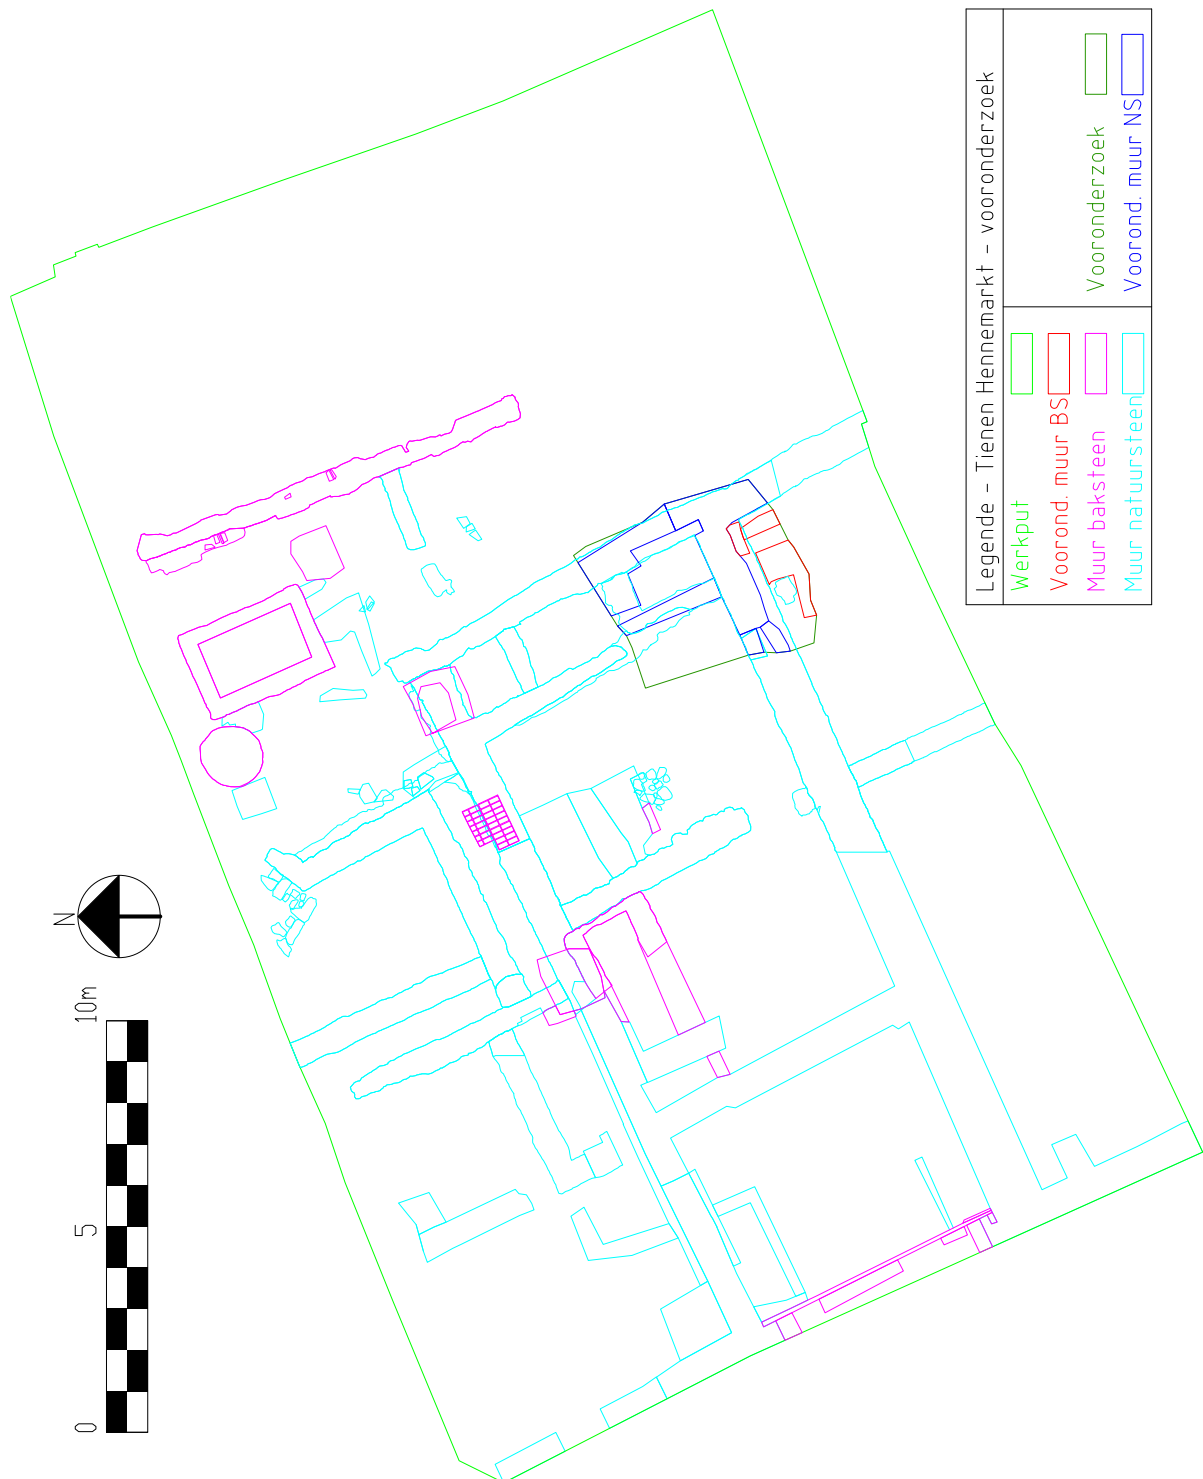 Legende - Tienen Hennemarkt - vooronderzoek
Werkput
Voorond. muur BS
Muur baksteen
Muur natuursteen
Vooronderzoek
Voorond. muur NS
N
0
5
10m